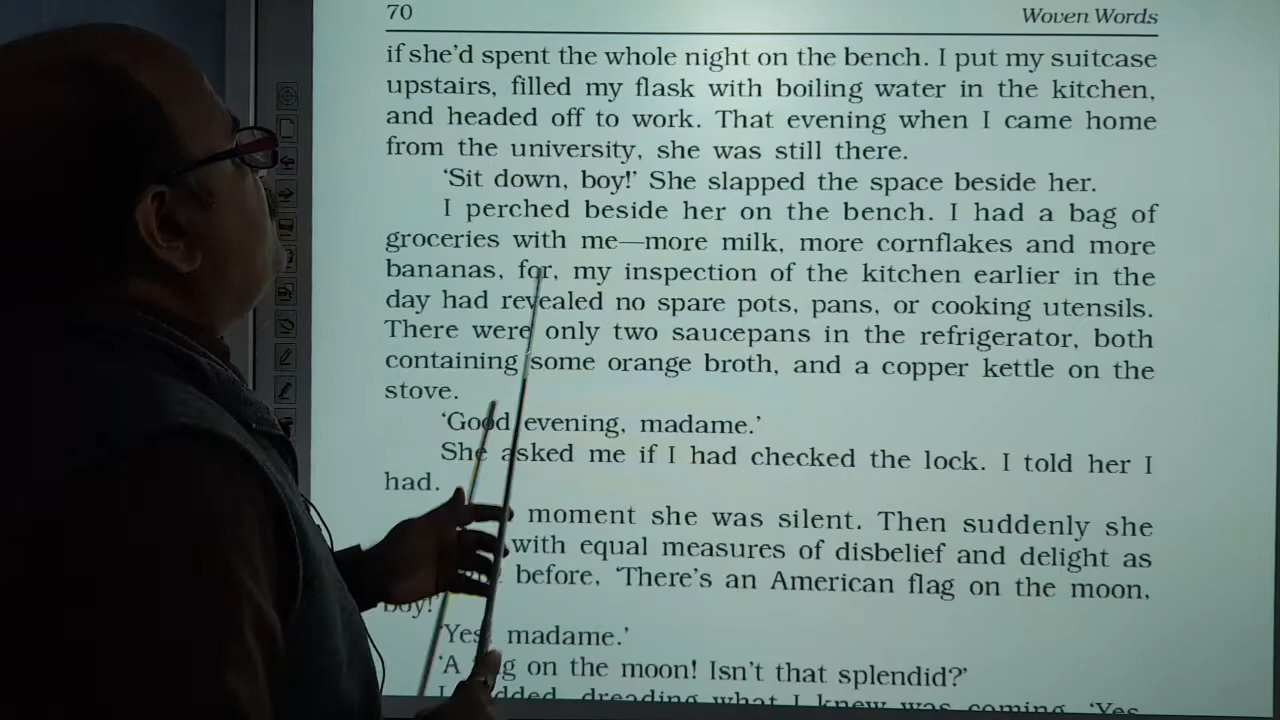 70 Woven Words
if she'd spent the whole night on the bench. I put my suitcase
upstairs, filled my flask with boiling water in the kitchen,
and headed off to work. That evening when I came home
from the university, she was still there.
'Sit down, boy!' She slapped the space beside her.
I perched beside her on the bench. I had a bag of
groceries with me—more milk, more cornflakes and more
bananas, for, my inspection of the kitchen earlier in the
day had revealed no spare pots, pans, or cooking utensils.
There were only two saucepans in the refrigerator, both
containing some orange broth, and a copper kettle on the
stove.
'Good evening, madame.'
She asked me if I had checked the lock. I told her I
had.
moment she was silent. Then suddenly she
with equal measures of disbelief and delight as
before, 'There's an American flag on the moon,
boy!'
'Yes, madame.'
'A on the moon! Isn't that splendid?'
dreading what I knew was coming. 'Yes